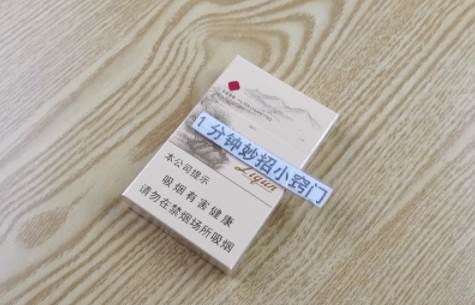 1分钟妙招小窍门
Liqun
本公司提示
吸烟有害健康
请勿在禁烟场所吸烟